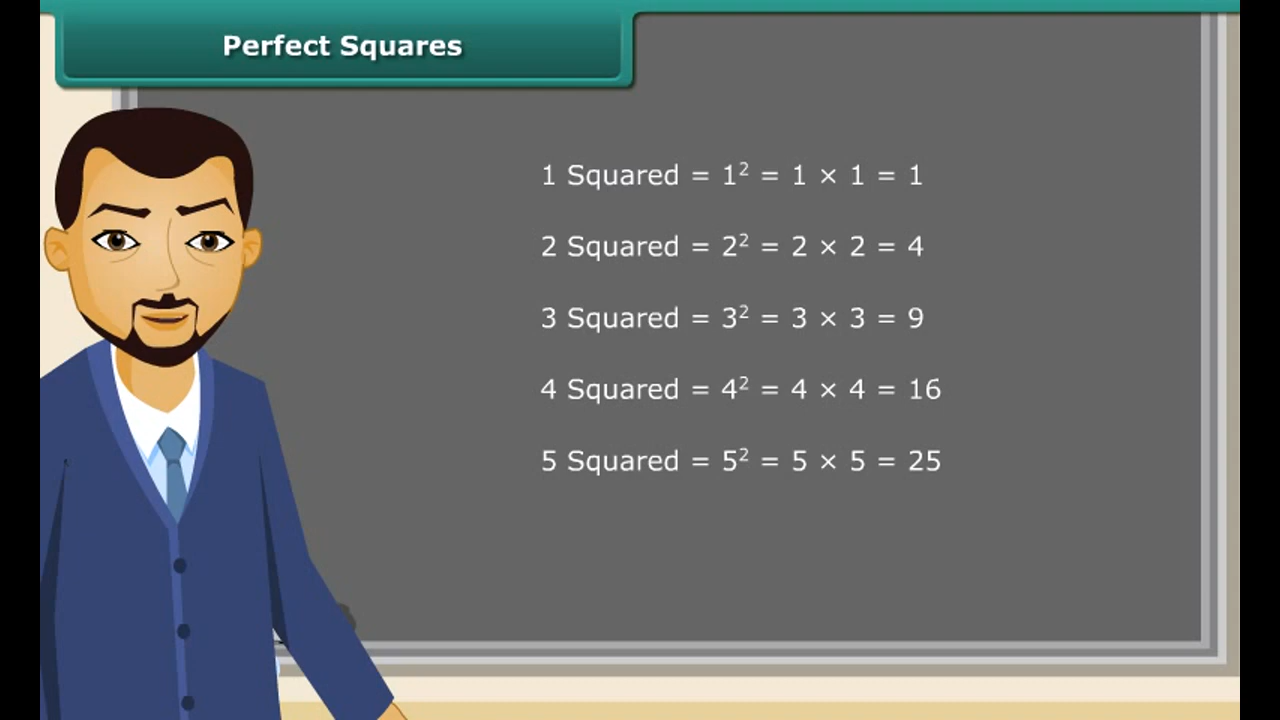 Perfect Squares
1 Squared = 1² = 1 × 1 = 1
2 Squared = 2² = 2 × 2 = 4
3 Squared = 3² = 3 × 3 = 9
4 Squared = 4² = 4 × 4 = 16
5 Squared = 5² = 5 × 5 = 25